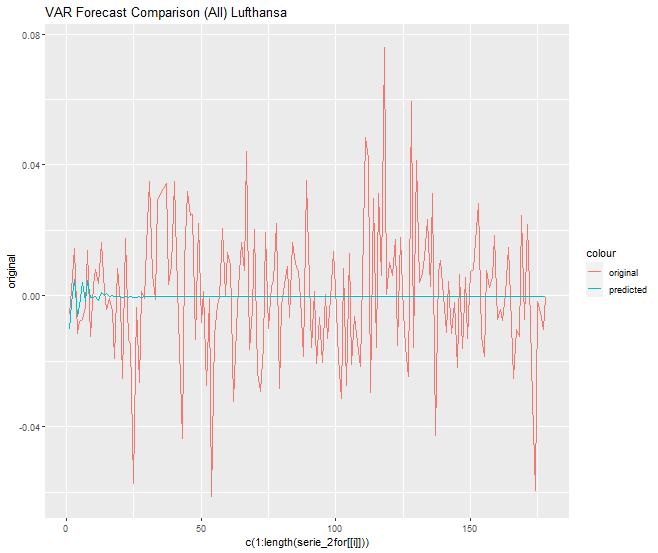 VAR Forecast Comparison (All) Lufthansa
0.08
0.04
0.00
-0.04
original
0
50
100
150
c(1:length(serie_2for[[i]]))
colour
original
predicted